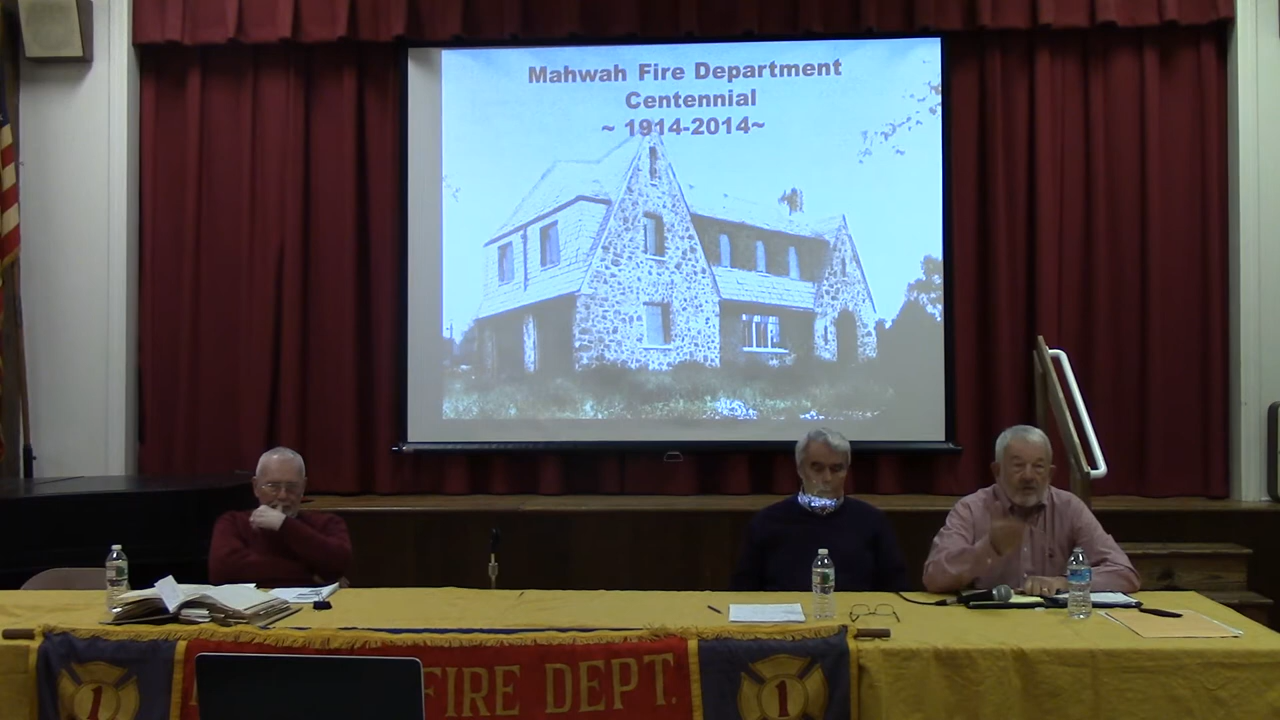 Mahwah Fire Department
Centennial
~ 1914-2014~
FIRE DEPT.
1
1